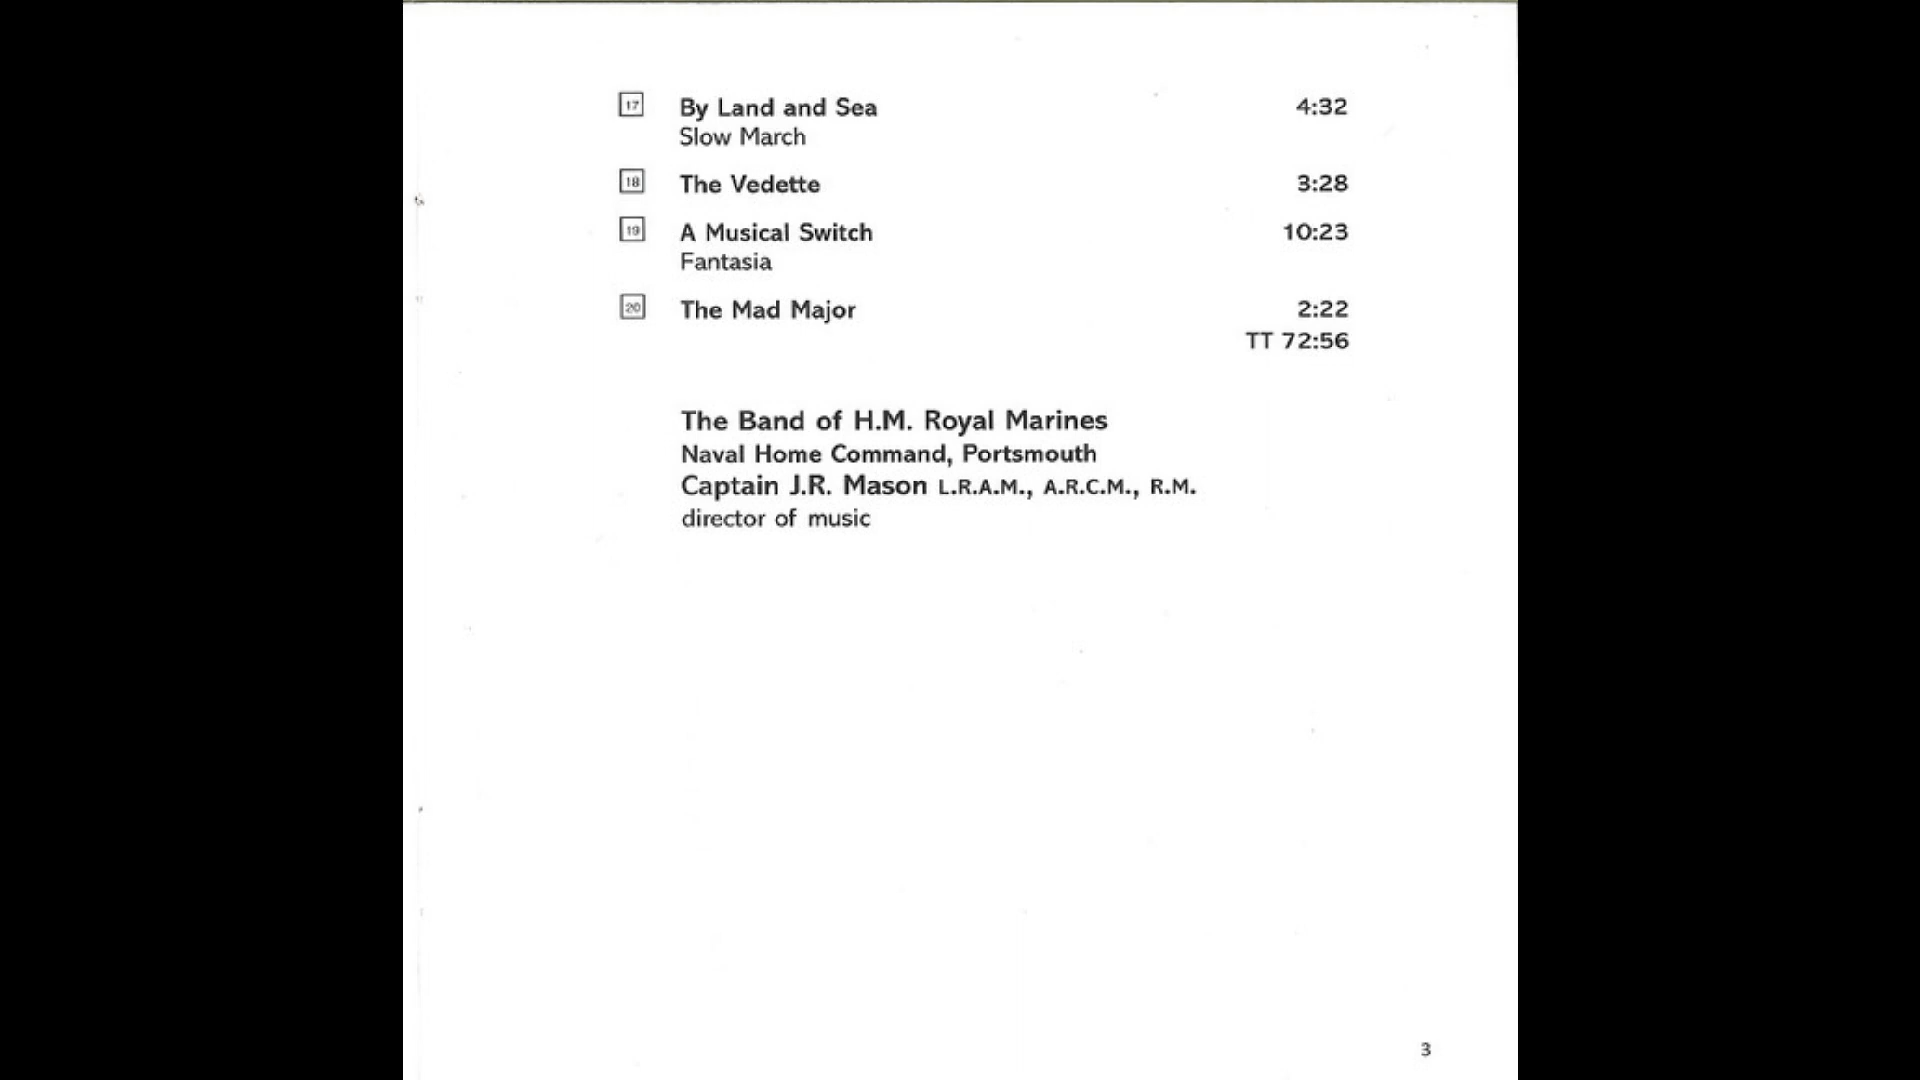 17 By Land and Sea 4:32
Slow March
18 The Vedette 3:28
19 A Musical Switch 10:23
Fantasia
20 The Mad Major 2:22
TT 72:56
The Band of H.M. Royal Marines
Naval Home Command, Portsmouth
Captain J.R. Mason L.R.A.M., A.R.C.M., R.M.
director of music
3